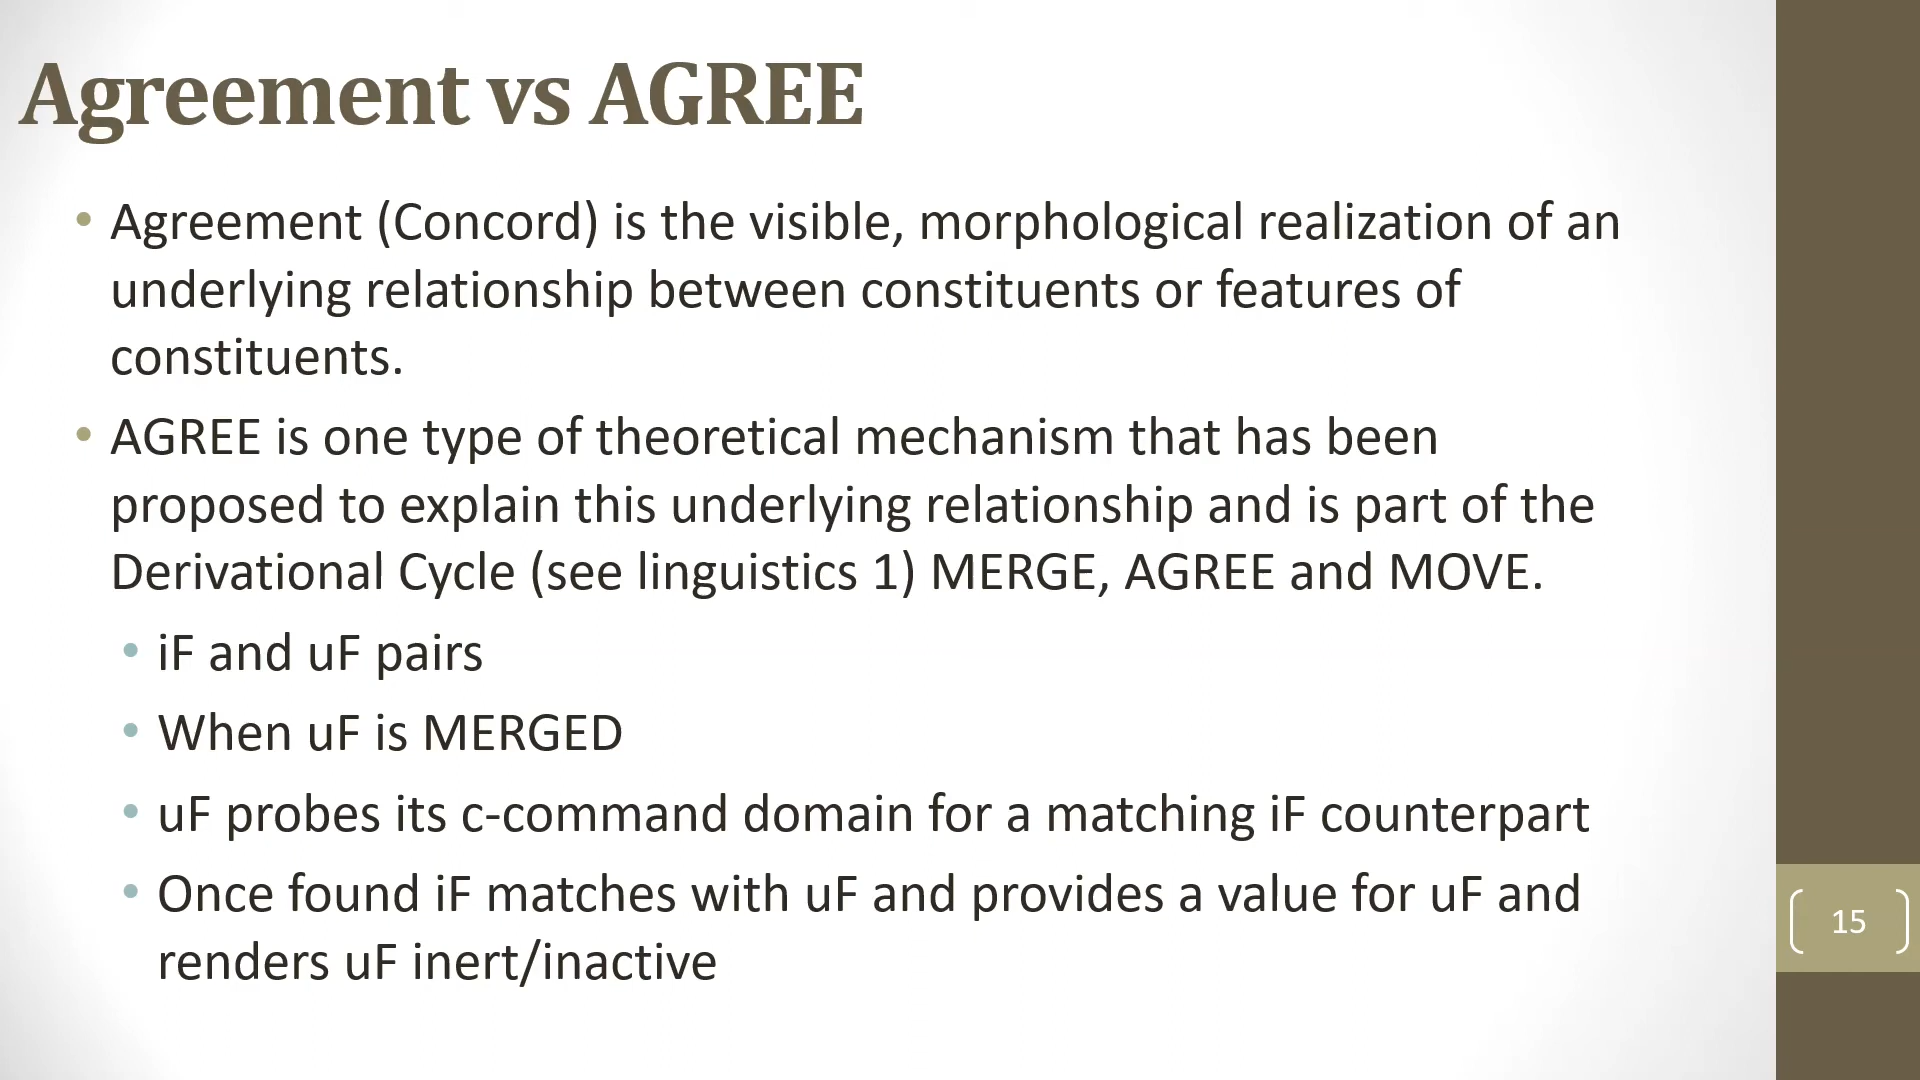 Agreement vs AGREE
• Agreement (Concord) is the visible, morphological realization of an
underlying relationship between constituents or features of
constituents.
• AGREE is one type of theoretical mechanism that has been
proposed to explain this underlying relationship and is part of the
Derivational Cycle (see linguistics 1) MERGE, AGREE and MOVE.
• iF and uF pairs
• When uF is MERGED
• uF probes its c-command domain for a matching iF counterpart
• Once found iF matches with uF and provides a value for uF and
renders uF inert/inactive
15